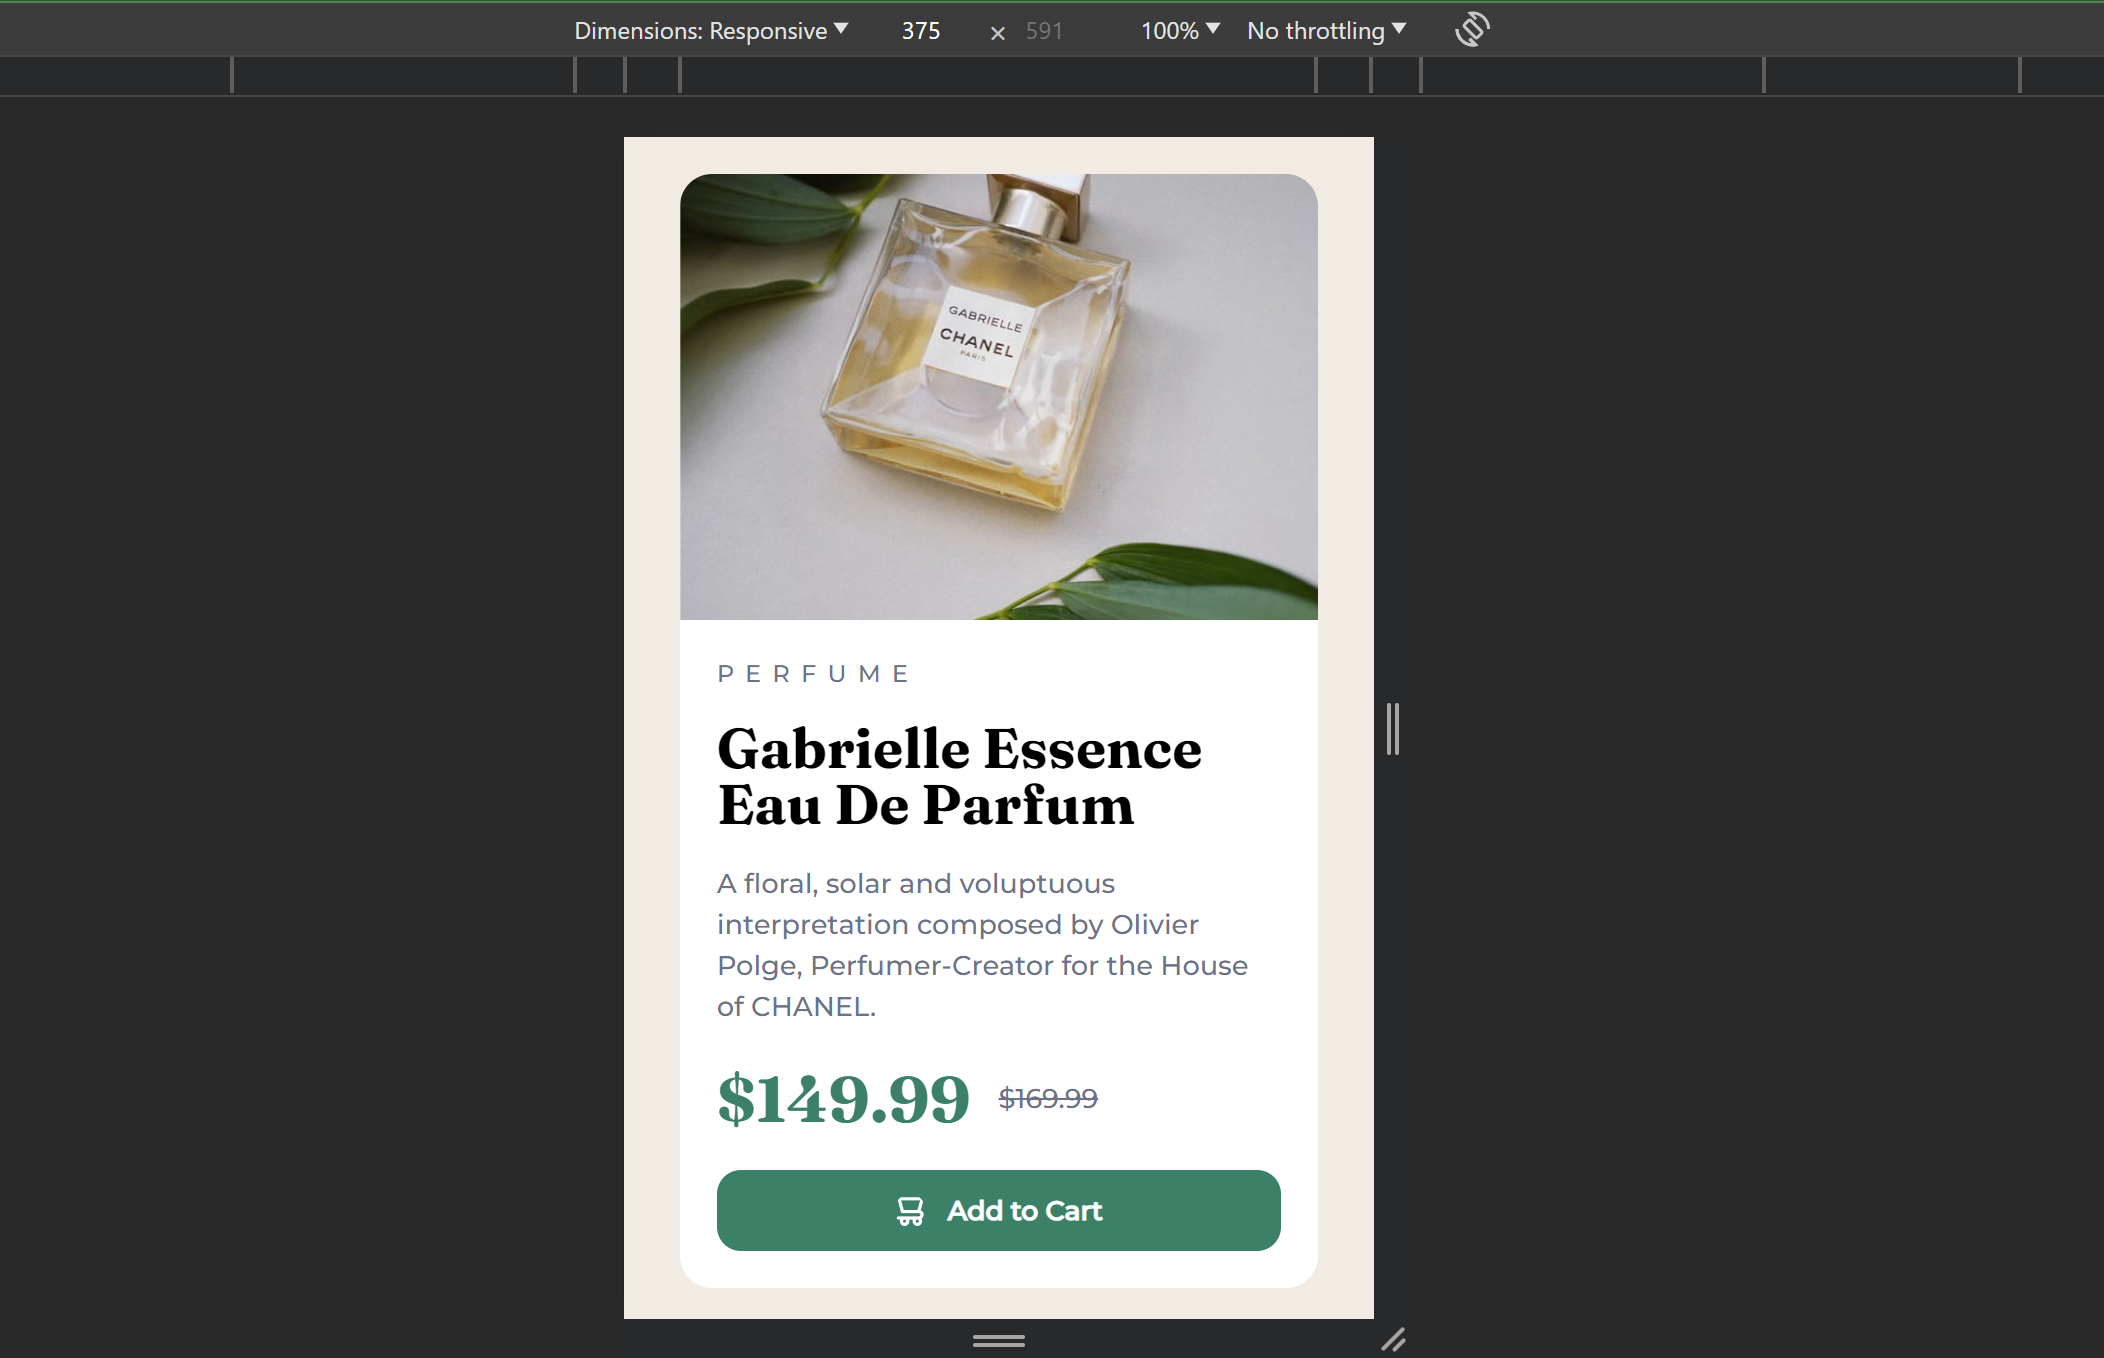 Dimensions: Responsive 375 × 591 100% No throttling
GABRIELLE
CHANEL
PARIS
PERFUME
Gabrielle Essence
Eau De Parfum
A floral, solar and voluptuous
interpretation composed by Olivier
Polge, Perfumer-Creator for the House
of CHANEL.
$149.99 $169.99
Add to Cart